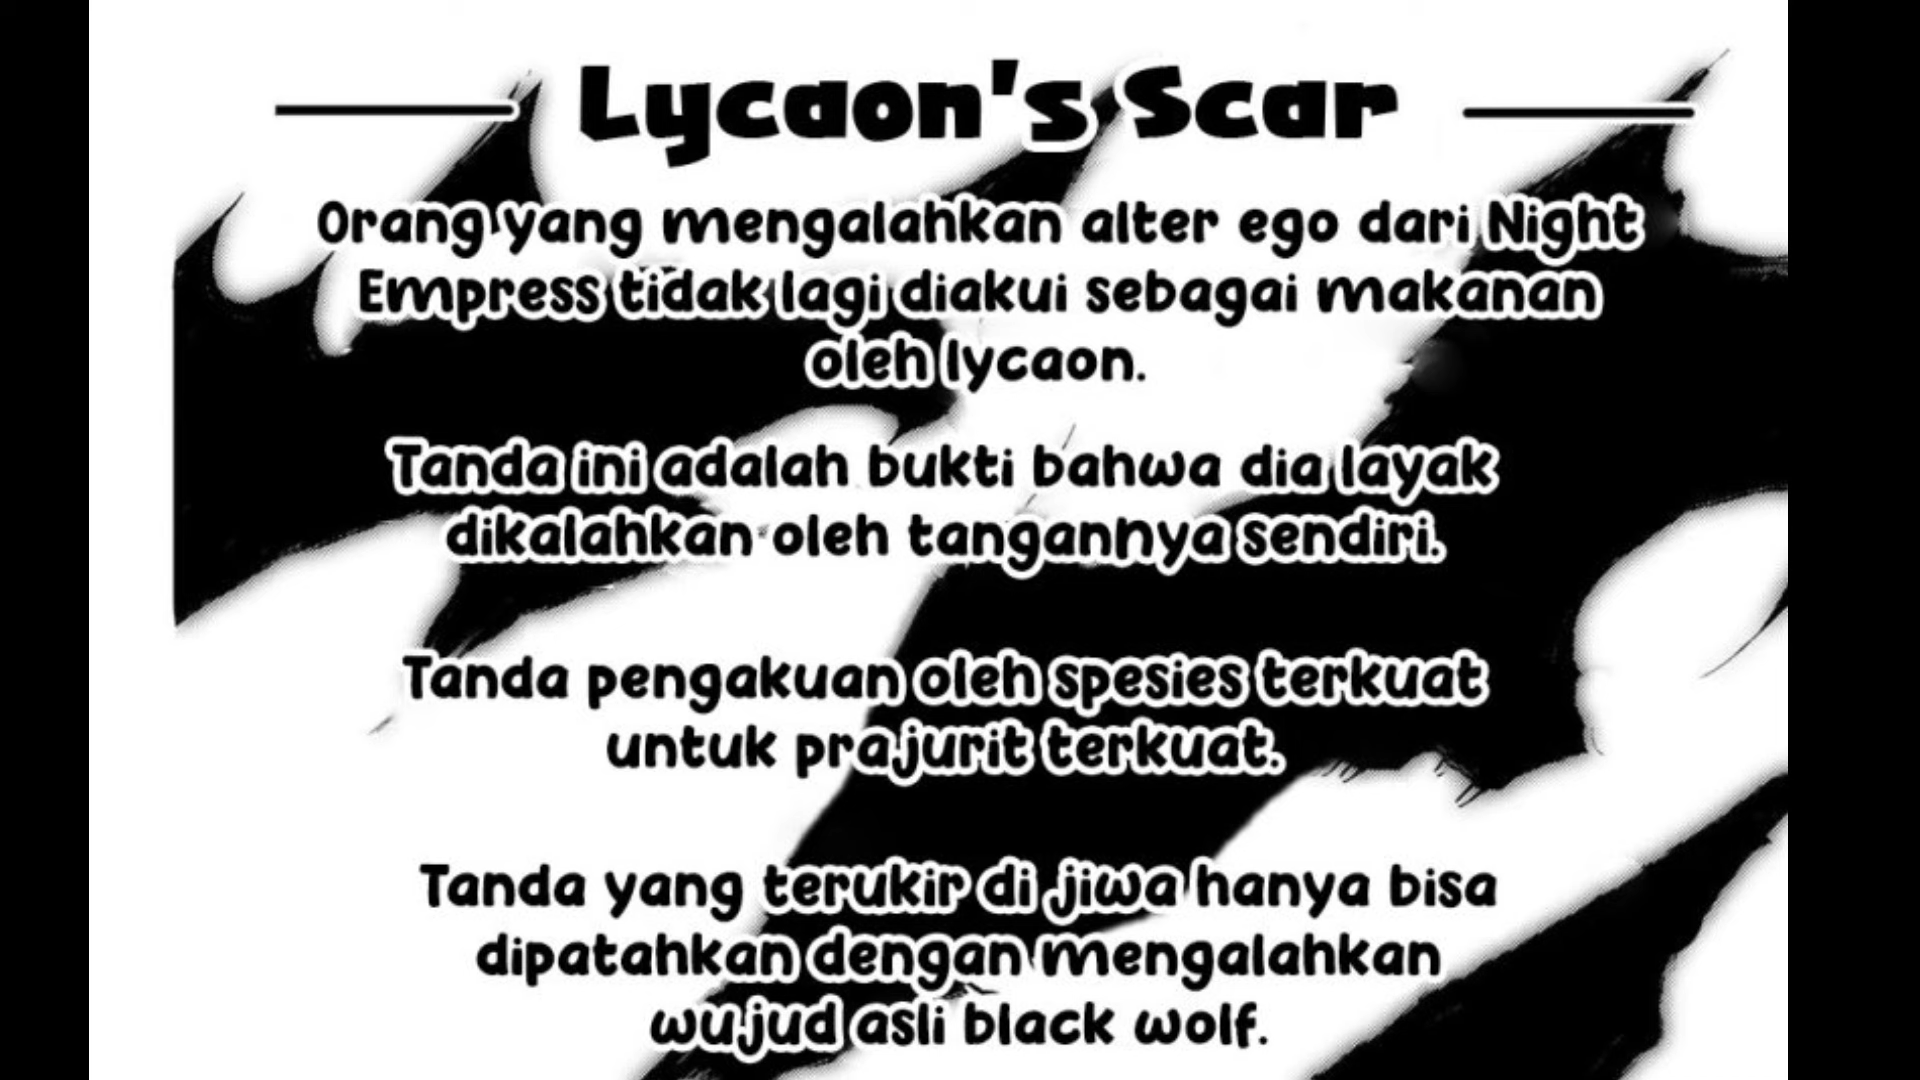 Lycaon's Scar
Orang yang mengalahkan alter ego dari Night
Empress tidak lagi diakui sebagai makanan
oleh lycaon.
Tanda ini adalah bukti bahwa dia layak
dikalahkan oleh tangannya sendiri.
Tanda pengakuan oleh spesies terkuat
untuk prajurit terkuat.
Tanda yang terukir di jiwa hanya bisa
dipatahkan dengan mengalahkan
wujud asli black wolf.